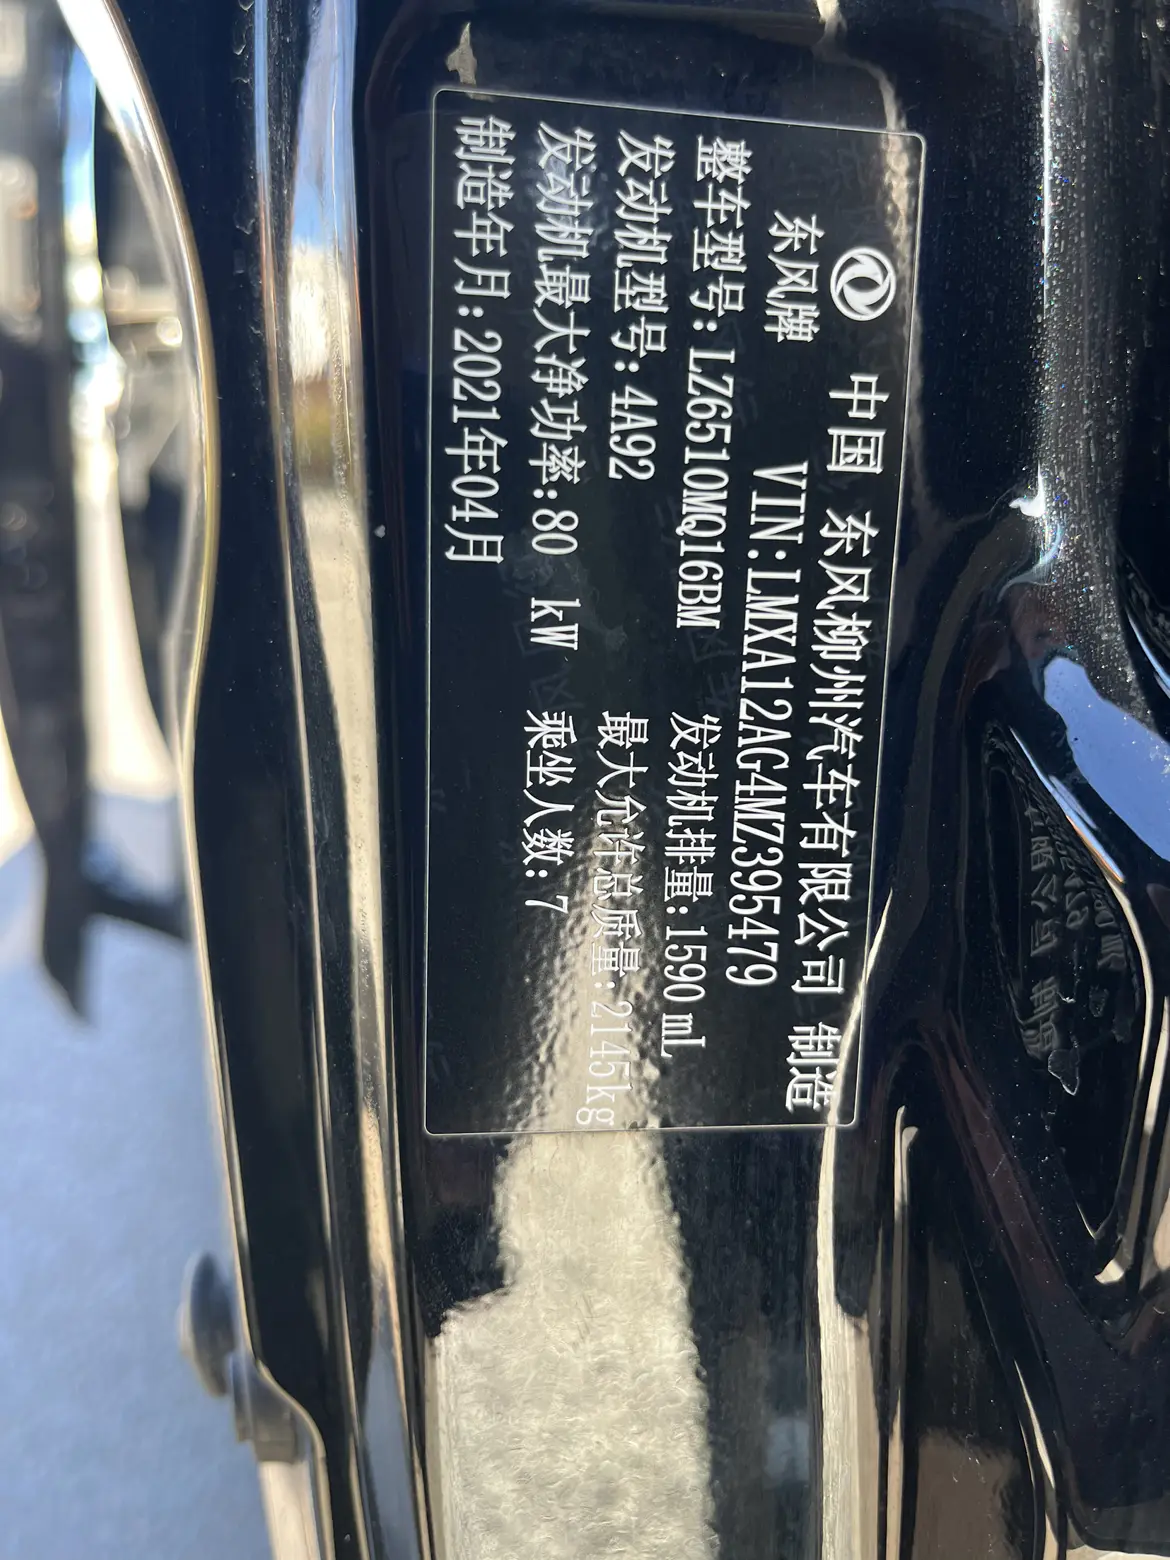 中国 东风柳州汽车有限公司 制造
东风牌 VIN:LMXA12AG4MZ395479
整车型号:LZ6510MQ16BM 发动机排量:1590 mL
发动机型号:4A92 最大允许总质量:2145kg
发动机最大净功率:80 kW 乘坐人数:7
制造年月:2021年04月